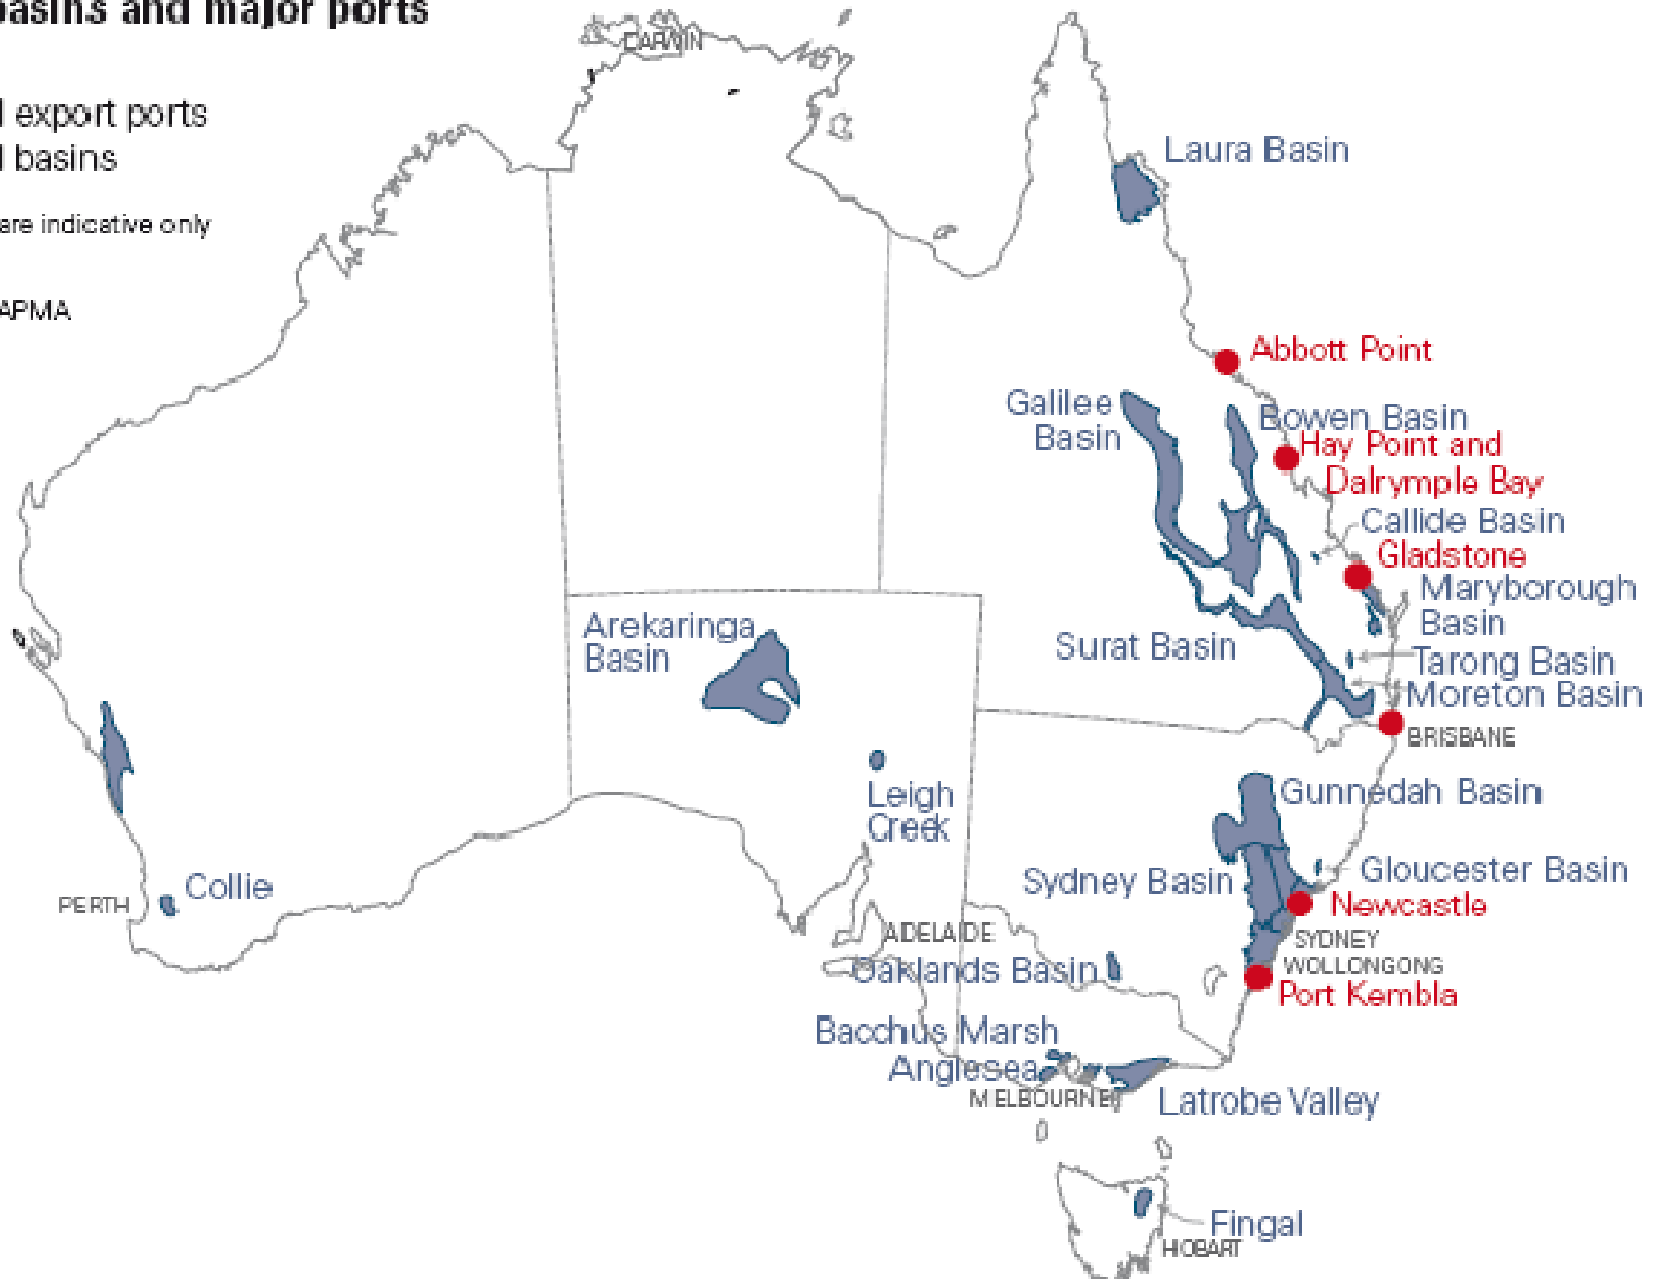 basins and major ports
l export ports
l basins
are indicative only
APMA
DARWIN
Laura Basin
Abbott Point
Galilee
Basin
Bowen Basin
Hay Point and
Dalrymple Bay
Callide Basin
Gladstone
Maryborough
Basin
Arekaringa
Basin
Surat Basin
Tarong Basin
Moreton Basin
BRISBANE
Leigh
Creek
Gunnedah Basin
Sydney Basin
Gloucester Basin
Collie
PERTH
Newcastle
ADELAIDE
SYDNEY
Oaklands Basin
WOLLONGONG
Port Kembla
Bacchus Marsh
Anglesea
MELBOURNE
Latrobe Valley
Fingal
HOBART